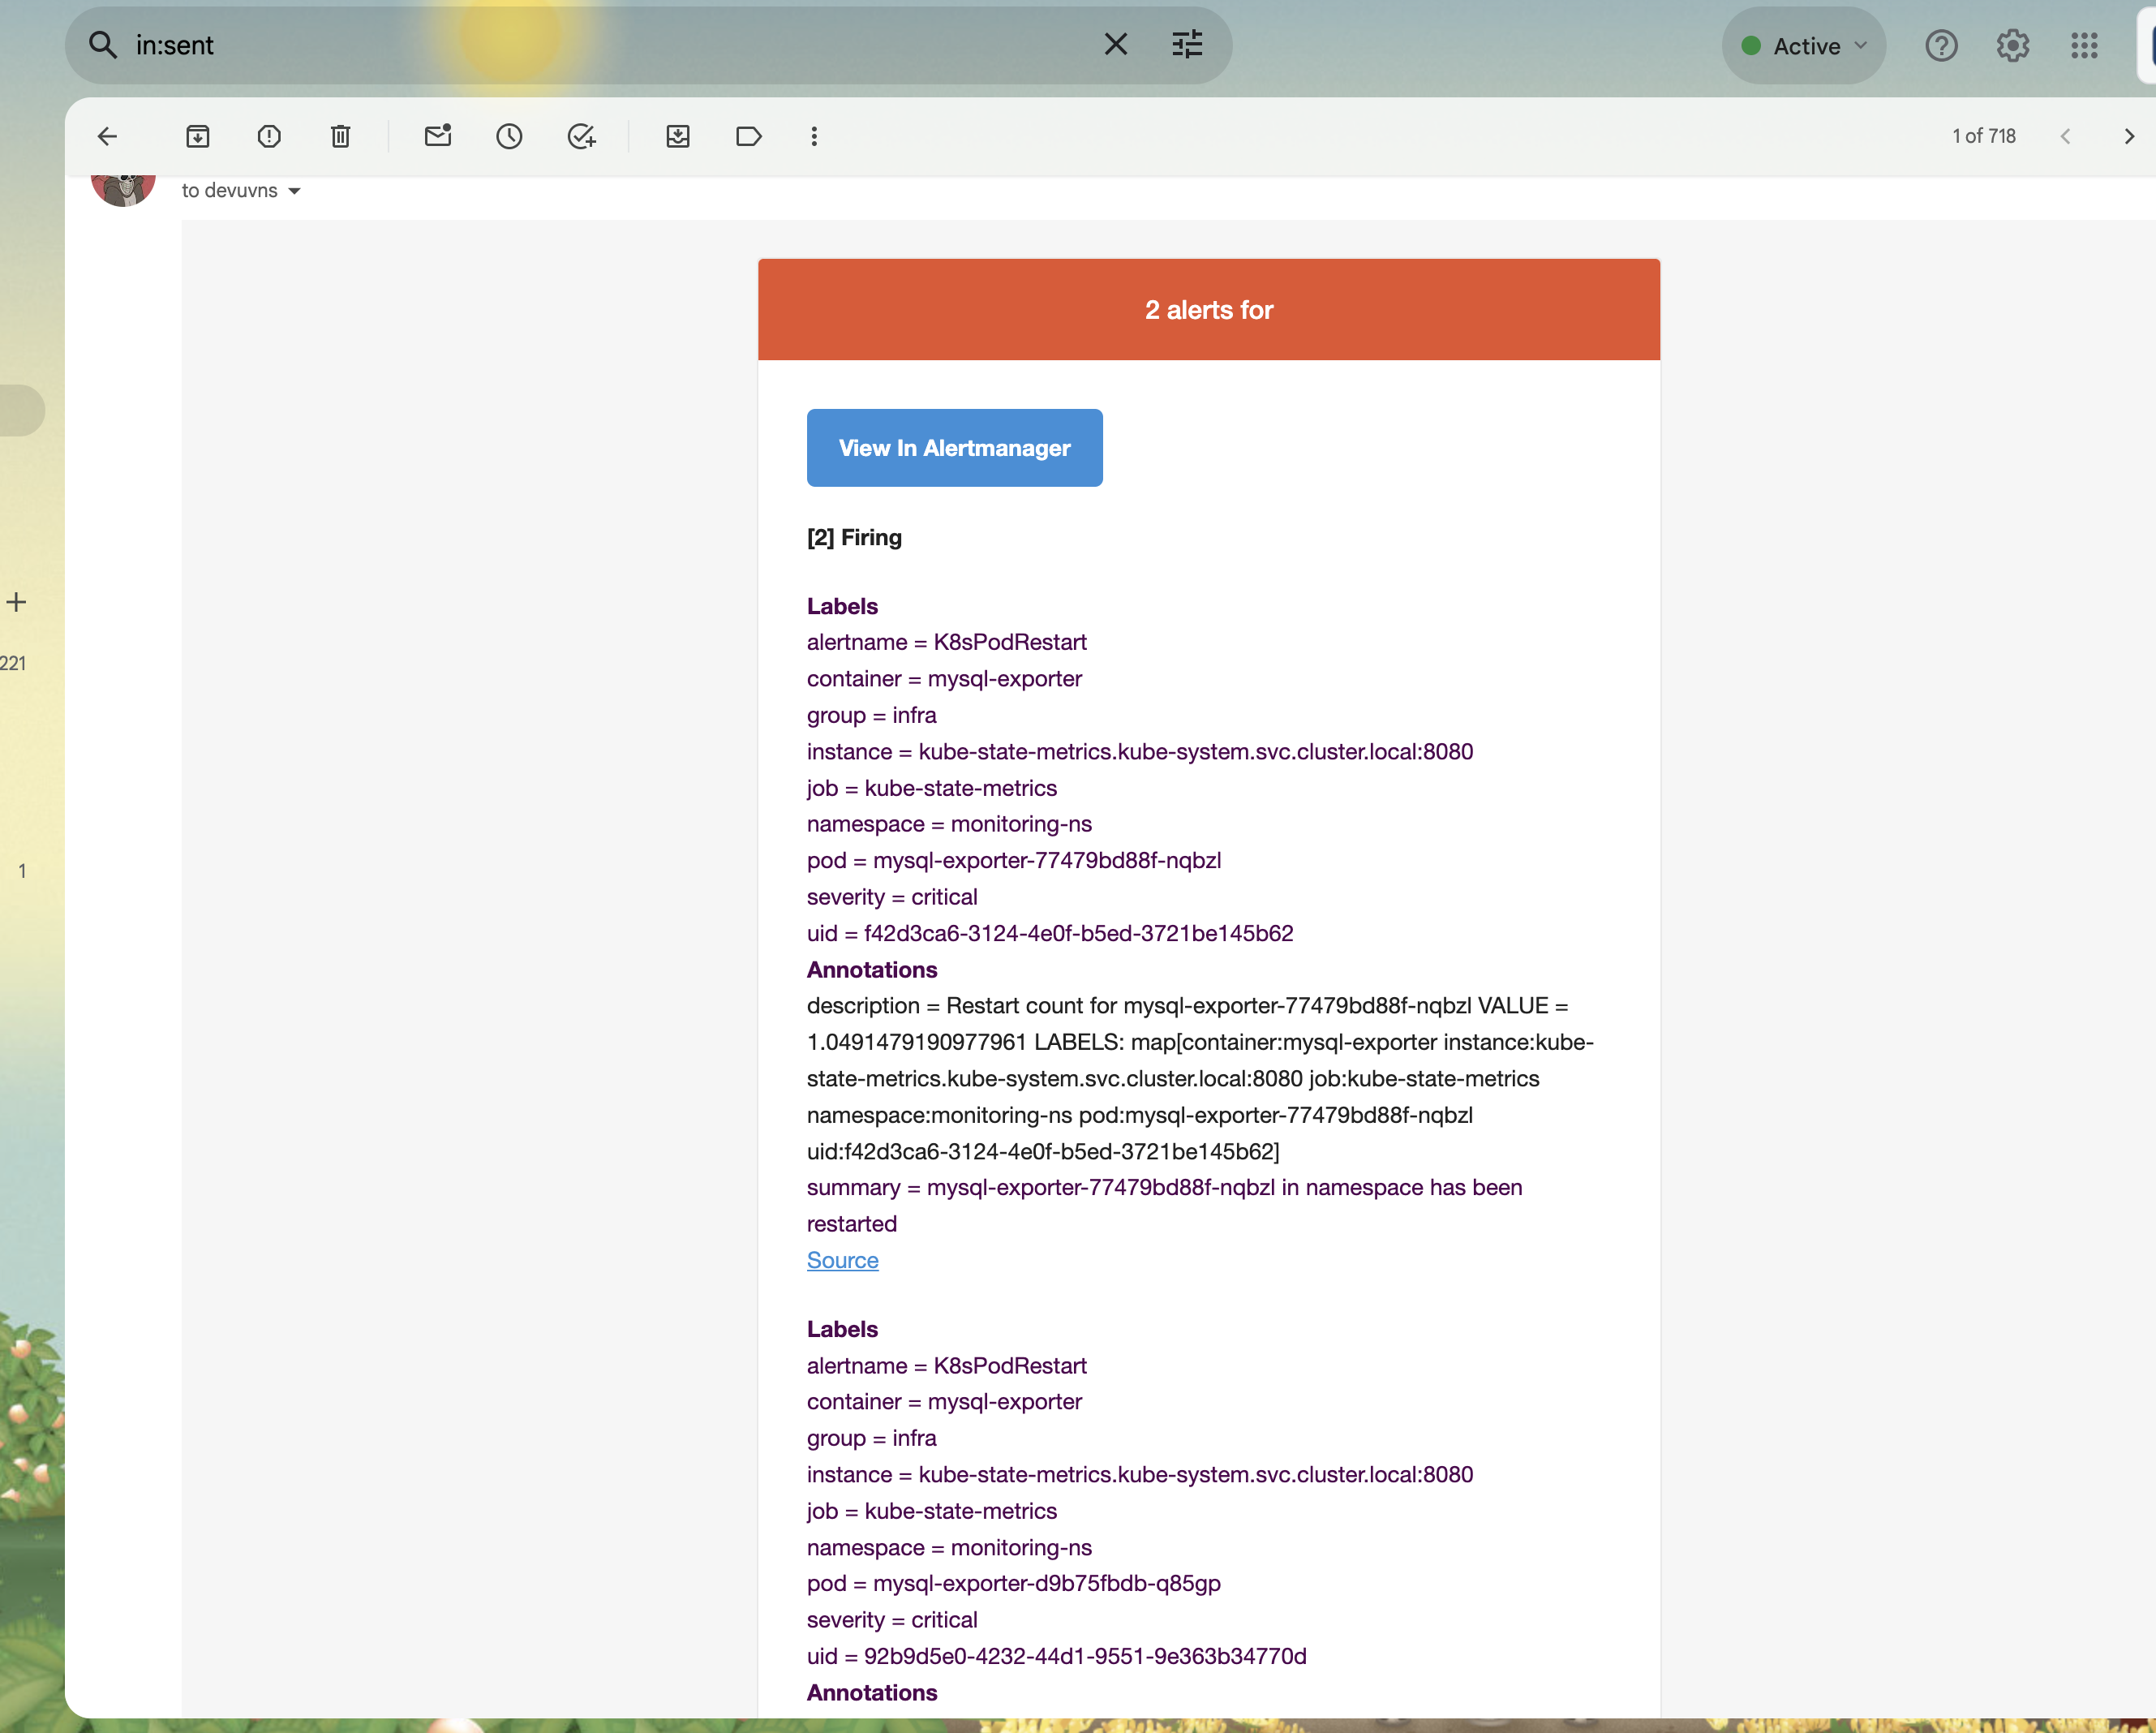 in:sent
Active
1 of 718
to devuvns
2 alerts for
View In Alertmanager
[2] Firing
Labels
alertname = K8sPodRestart
container = mysql-exporter
group = infra
instance = kube-state-metrics.kube-system.svc.cluster.local:8080
job = kube-state-metrics
namespace = monitoring-ns
pod = mysql-exporter-77479bd88f-nqbzl
severity = critical
uid = f42d3ca6-3124-4e0f-b5ed-3721be145b62
Annotations
description = Restart count for mysql-exporter-77479bd88f-nqbzl VALUE =
1.0491479190977961 LABELS: map[container:mysql-exporter instance:kube-
state-metrics.kube-system.svc.cluster.local:8080 job:kube-state-metrics
namespace:monitoring-ns pod:mysql-exporter-77479bd88f-nqbzl
uid:f42d3ca6-3124-4e0f-b5ed-3721be145b62]
summary = mysql-exporter-77479bd88f-nqbzl in namespace has been
restarted
Source
Labels
alertname = K8sPodRestart
container = mysql-exporter
group = infra
instance = kube-state-metrics.kube-system.svc.cluster.local:8080
job = kube-state-metrics
namespace = monitoring-ns
pod = mysql-exporter-d9b75fbdb-q85gp
severity = critical
uid = 92b9d5e0-4232-44d1-9551-9e363b34770d
Annotations
221
1